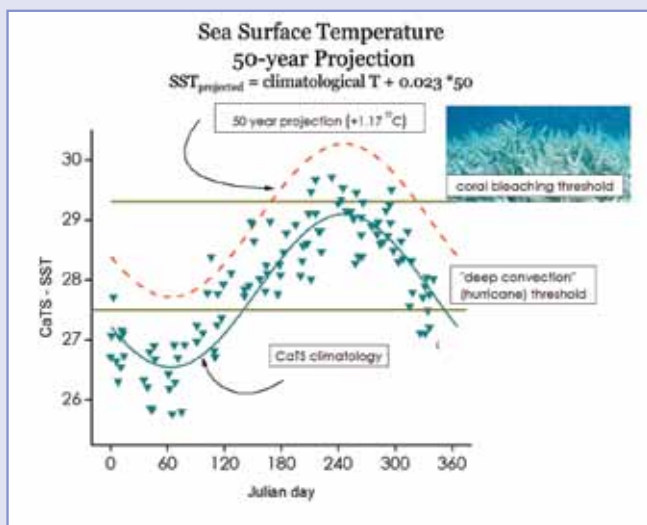 Sea Surface Temperature
50-year Projection
SST projected = climatological T + 0.023 *50
50 year projection (+1.17 °C)
coral bleaching threshold
"deep convection"
(hurricane) threshold
CaTS climatology
CaTS - SST
30
29
28
27
26
0 60 120 180 240 300 360
Julian day